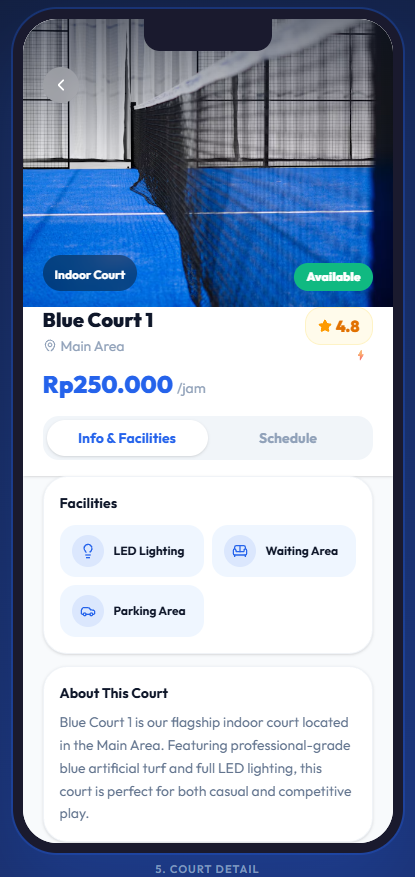 Indoor Court
Available
Blue Court 1
4.8
Main Area
Rp250.000 /jam
Info & Facilities
Schedule
Facilities
LED Lighting
Waiting Area
Parking Area
About This Court
Blue Court 1 is our flagship indoor court located
in the Main Area. Featuring professional-grade
blue artificial turf and full LED lighting, this
court is perfect for both casual and competitive
play.
5. COURT DETAIL